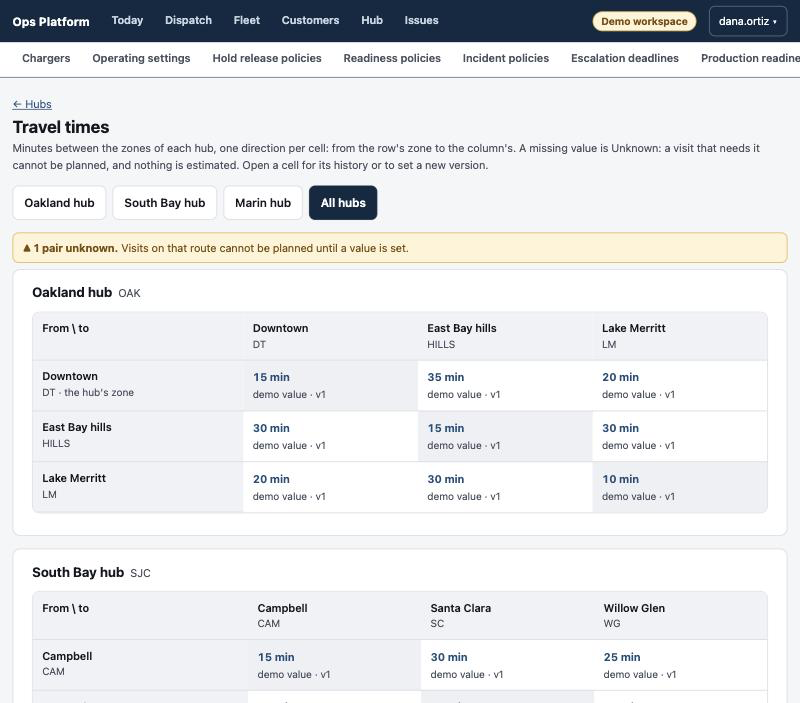 Ops Platform Today Dispatch Fleet Customers Hub Issues Demo workspace dana.ortiz ▾
Chargers Operating settings Hold release policies Readiness policies Incident policies Escalation deadlines Production readine
← Hubs
Travel times
Minutes between the zones of each hub, one direction per cell: from the row's zone to the column's. A missing value is Unknown: a visit that needs it
cannot be planned, and nothing is estimated. Open a cell for its history or to set a new version.
Oakland hub South Bay hub Marin hub All hubs
▲ 1 pair unknown. Visits on that route cannot be planned until a value is set.
Oakland hub OAK
From \ to Downtown East Bay hills Lake Merritt
DT HILLS LM
Downtown 15 min 35 min 20 min
DT · the hub's zone demo value · v1 demo value · v1 demo value · v1
East Bay hills 30 min 15 min 30 min
HILLS demo value · v1 demo value · v1 demo value · v1
Lake Merritt 20 min 30 min 10 min
LM demo value · v1 demo value · v1 demo value · v1
South Bay hub SJC
From \ to Campbell Santa Clara Willow Glen
CAM SC WG
Campbell 15 min 30 min 25 min
CAM demo value · v1 demo value · v1 demo value · v1